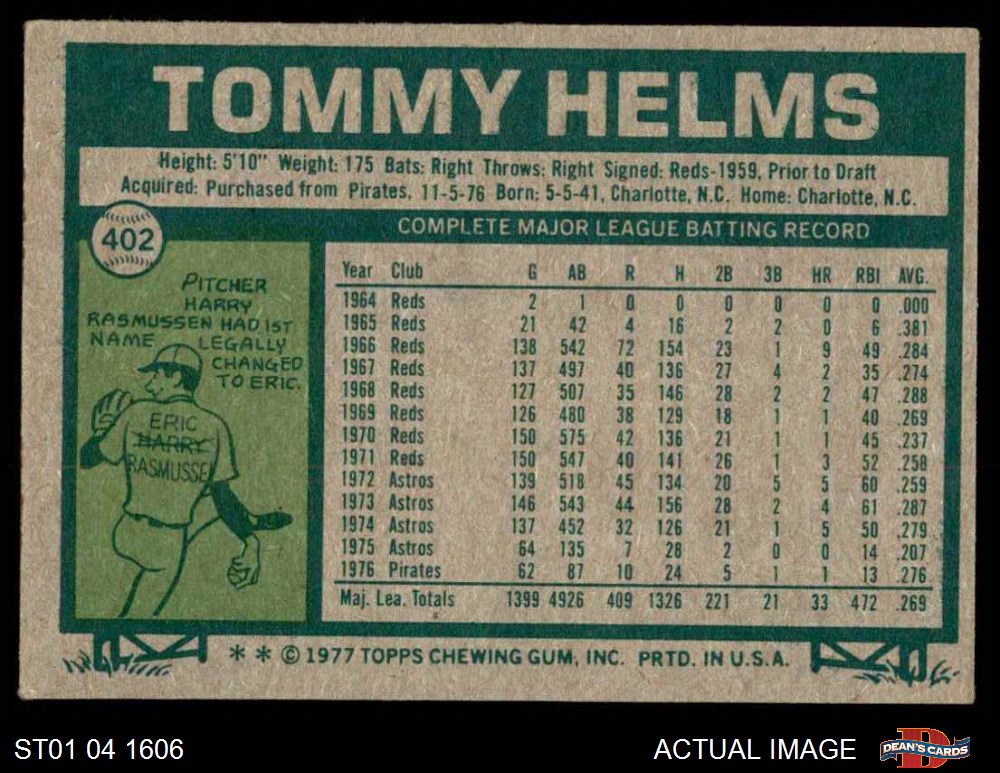 TOMMY HELMS
Height: 5'10" Weight: 175 Bats: Right Throws: Right Signed: Reds-1959, Prior to Draft
Acquired: Purchased from Pirates, 11-5-76 Born: 5-5-41, Charlotte, N.C. Home: Charlotte, N.C.
402
COMPLETE MAJOR LEAGUE BATTING RECORD
PITCHER
HARRY
RASMUSSEN HAD 1ST
NAME LEGALLY
CHANGED
TO ERIC.
ERIC
HARRY
RASMUSSE
Year Club G AB R H 2B 3B HR RBI AVG.
1964 Reds 2 1 0 0 0 0 0 0 .000
1965 Reds 21 42 4 16 2 2 0 6 .381
1966 Reds 138 542 72 154 23 1 9 49 .284
1967 Reds 137 497 40 136 27 4 2 35 .274
1968 Reds 127 507 35 146 28 2 2 47 .288
1969 Reds 126 480 38 129 18 1 1 40 .269
1970 Reds 150 575 42 136 21 1 1 45 .237
1971 Reds 150 547 40 141 26 1 3 52 .258
1972 Astros 139 518 45 134 20 5 5 60 .259
1973 Astros 146 543 44 156 28 2 4 61 .287
1974 Astros 137 452 32 126 21 1 5 50 .279
1975 Astros 64 135 7 28 2 0 0 14 .207
1976 Pirates 62 87 10 24 5 1 1 13 .276
Maj. Lea. Totals 1399 4926 409 1326 221 21 33 472 .269
* * © 1977 TOPPS CHEWING GUM, INC. PRTD. IN U.S.A.
ST01 04 1606
ACTUAL IMAGE
DEAN'S CARDS